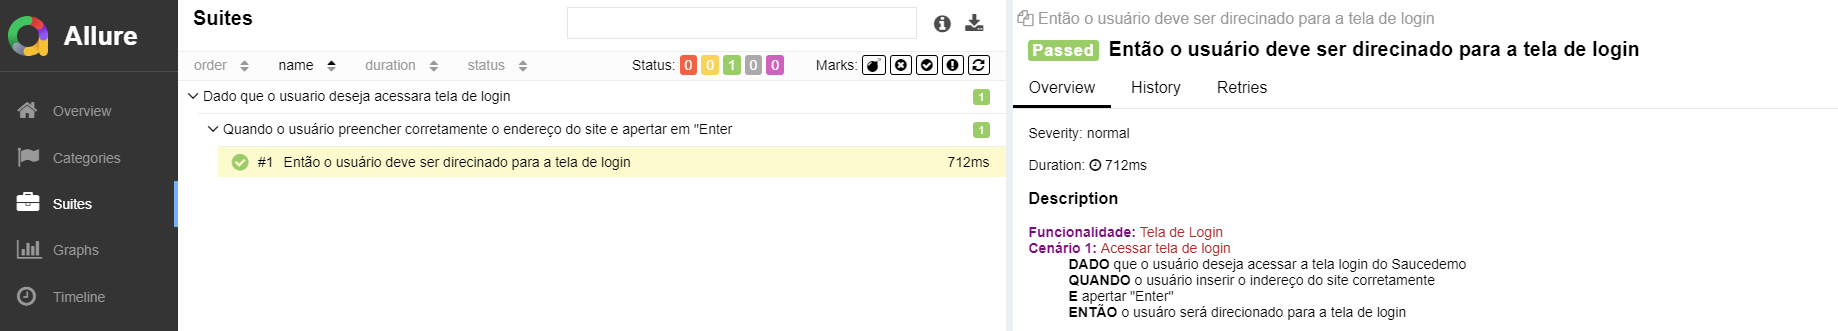 Allure
Overview
Categories
Suites
Graphs
Timeline
Suites
order name duration status Status: 0 0 1 0 0 Marks:
Dado que o usuario deseja acessara tela de login 1
Quando o usuário preencher corretamente o endereço do site e apertar em "Enter 1
#1 Então o usuário deve ser direcinado para a tela de login 712ms
Então o usuário deve ser direcinado para a tela de login
Passed Então o usuário deve ser direcinado para a tela de login
Overview History Retries
Severity: normal
Duration: 712ms
Description
Funcionalidade: Tela de Login
Cenário 1: Acessar tela de login
DADO que o usuário deseja acessar a tela login do Saucedemo
QUANDO o usuário inserir o indereço do site corretamente
E apertar "Enter"
ENTÃO o usuáro será direcionado para a tela de login